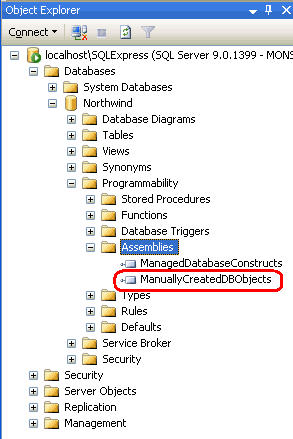 Object Explorer
Connect
localhost\SQLExpress (SQL Server 9.0.1399 - MONS
Databases
System Databases
Northwind
Database Diagrams
Tables
Views
Synonyms
Programmability
Stored Procedures
Functions
Database Triggers
Assemblies
ManagedDatabaseConstructs
ManuallyCreatedDBObjects
Types
Rules
Defaults
Service Broker
Security
Security
Server Objects
Replication
Management